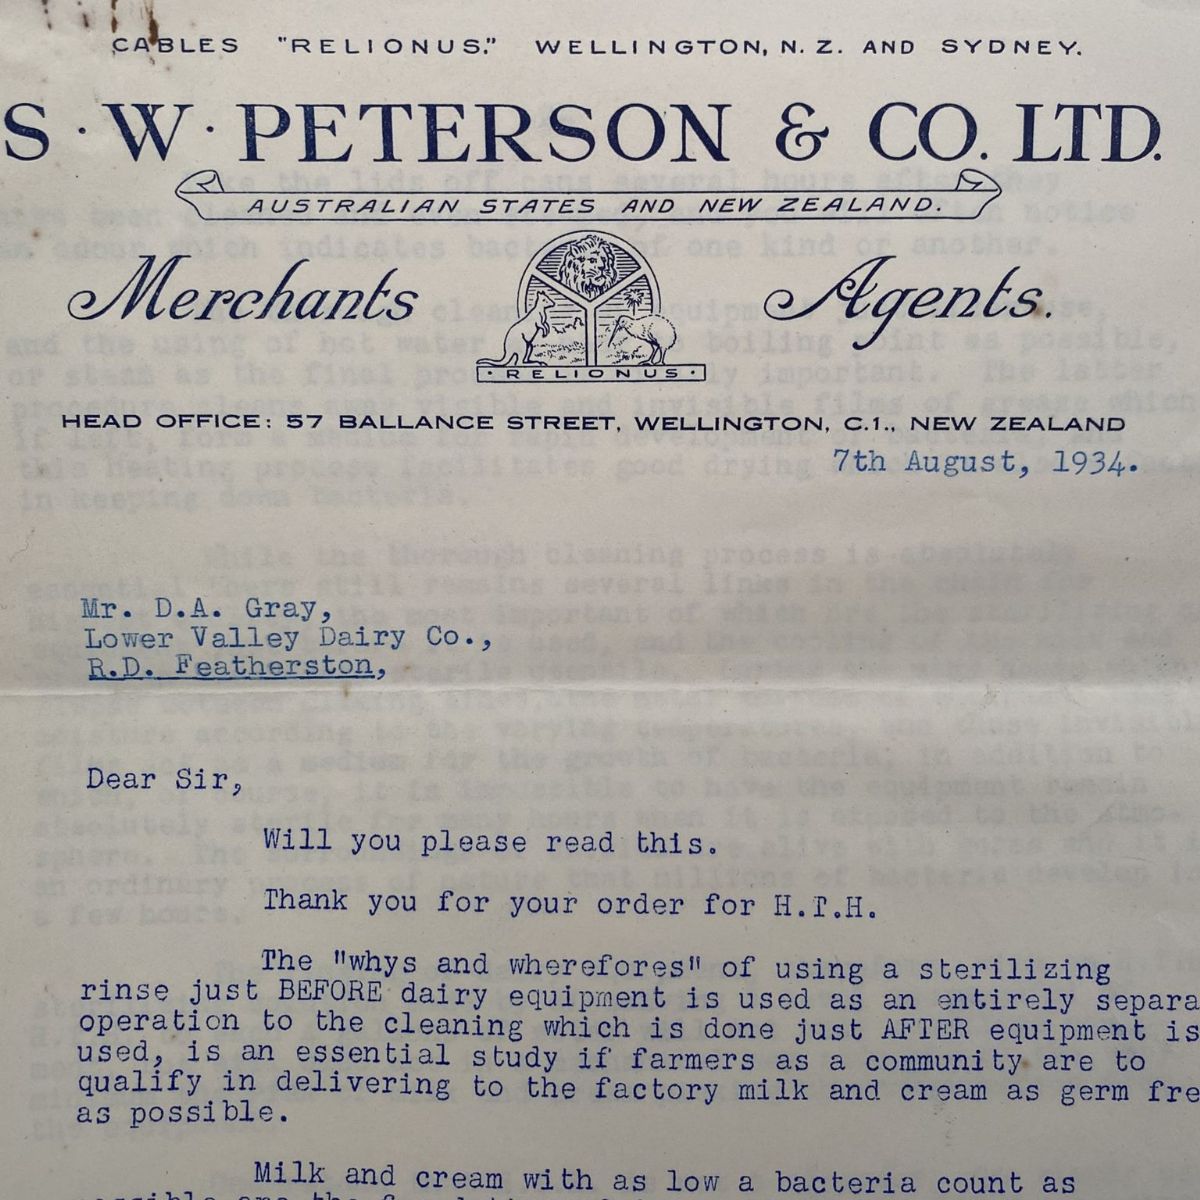 CABLES "RELIONUS." WELLINGTON, N. Z. AND SYDNEY.
S · W · PETERSON & CO. LTD.
AUSTRALIAN STATES AND NEW ZEALAND.
Merchants Agents.
· RELIONUS ·
HEAD OFFICE: 57 BALLANCE STREET, WELLINGTON, C.1., NEW ZEALAND
7th August, 1934.
Mr. D.A. Gray,
Lower Valley Dairy Co.,
R.D. Featherston,
Dear Sir,
Will you please read this.
Thank you for your order for H.T.H.
The "whys and wherefores" of using a sterilizing
rinse just BEFORE dairy equipment is used as an entirely separa
operation to the cleaning which is done just AFTER equipment is
used, is an essential study if farmers as a community are to
qualify in delivering to the factory milk and cream as germ fre
as possible.
Milk and cream with as low a bacteria count as